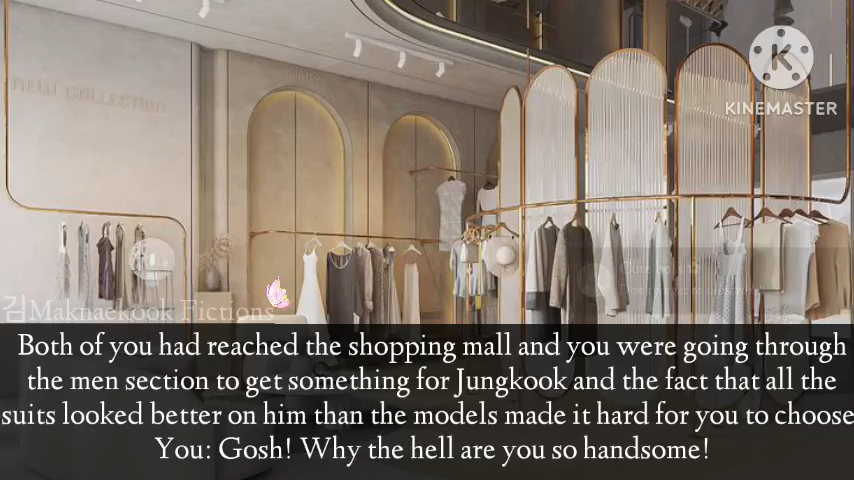 NEW COLLECTION
KINEMASTER
김Maknaekook Fictions
Both of you had reached the shopping mall and you were going through
the men section to get something for Jungkook and the fact that all the
suits looked better on him than the models made it hard for you to choose
You: Gosh! Why the hell are you so handsome!